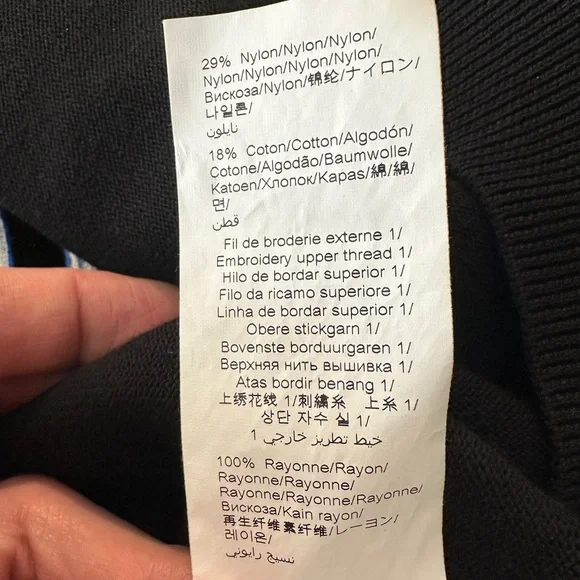 29% Nylon/Nylon/Nylon/
Nylon/Nylon/Nylon/Nylon/
Вискоза/Nylon/锦纶/ナイロン/
나일론/
نايلون
18% Coton/Cotton/Algodón/
Cotone/Algodão/Baumwolle/
Katoen/Хлопок/Kapas/棉/綿/
면/
قطن
Fil de broderie externe 1/
Embroidery upper thread 1/
Hilo de bordar superior 1/
Filo da ricamo superiore 1/
Linha de bordar superior 1/
Obere stickgarn 1/
Bovenste borduurgaren 1/
Верхняя нить вышивка 1/
Atas bordir benang 1/
上绣花线 1/刺繍糸 上糸 1/
상단 자수 실 1/
خيط تطريز خارجي 1
100% Rayonne/Rayon/
Rayonne/Rayonne/
Rayonne/Rayonne/Rayonne/
Вискоза/Kain rayon/
再生纤维素纤维/レーヨン/
레이온/
نسيج رايوني